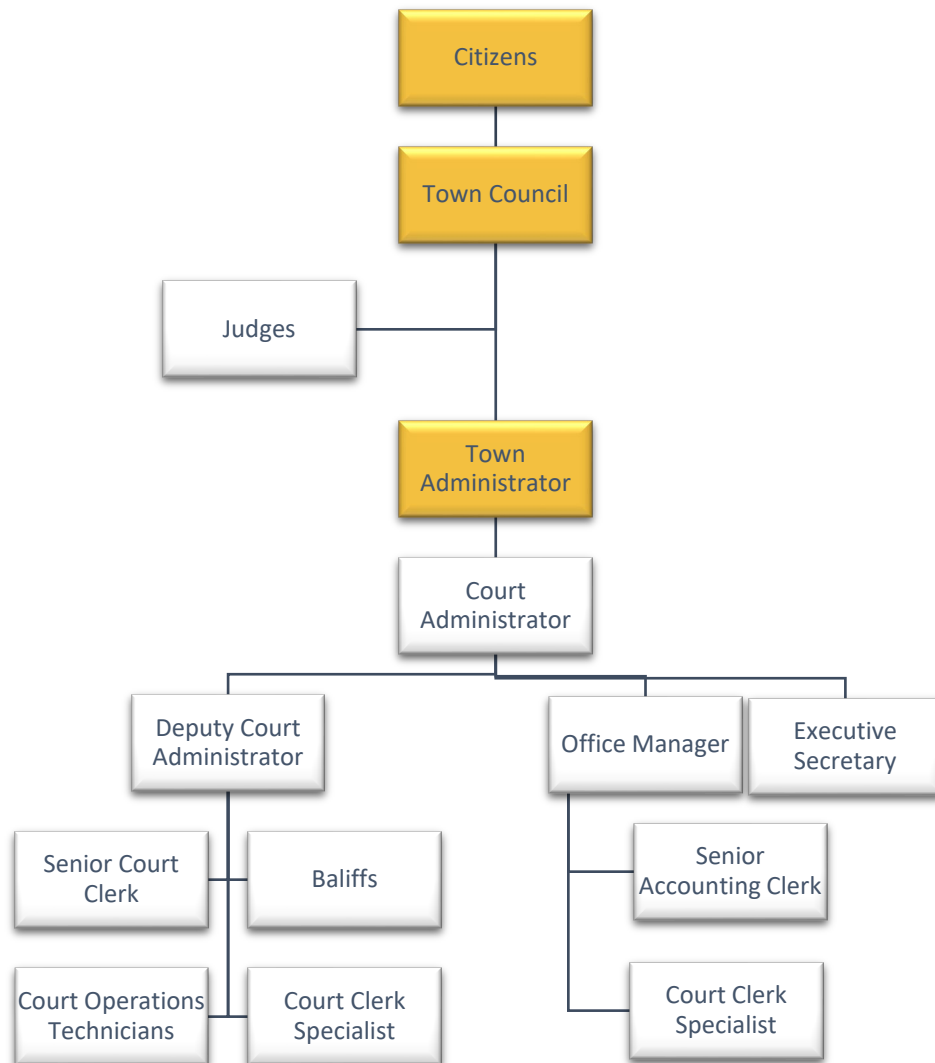 Citizens
Town Council
Judges
Town
Administrator
Court
Administrator
Deputy Court
Administrator
Office Manager
Executive
Secretary
Senior Court
Clerk
Baliffs
Senior
Accounting Clerk
Court Operations
Technicians
Court Clerk
Specialist
Court Clerk
Specialist